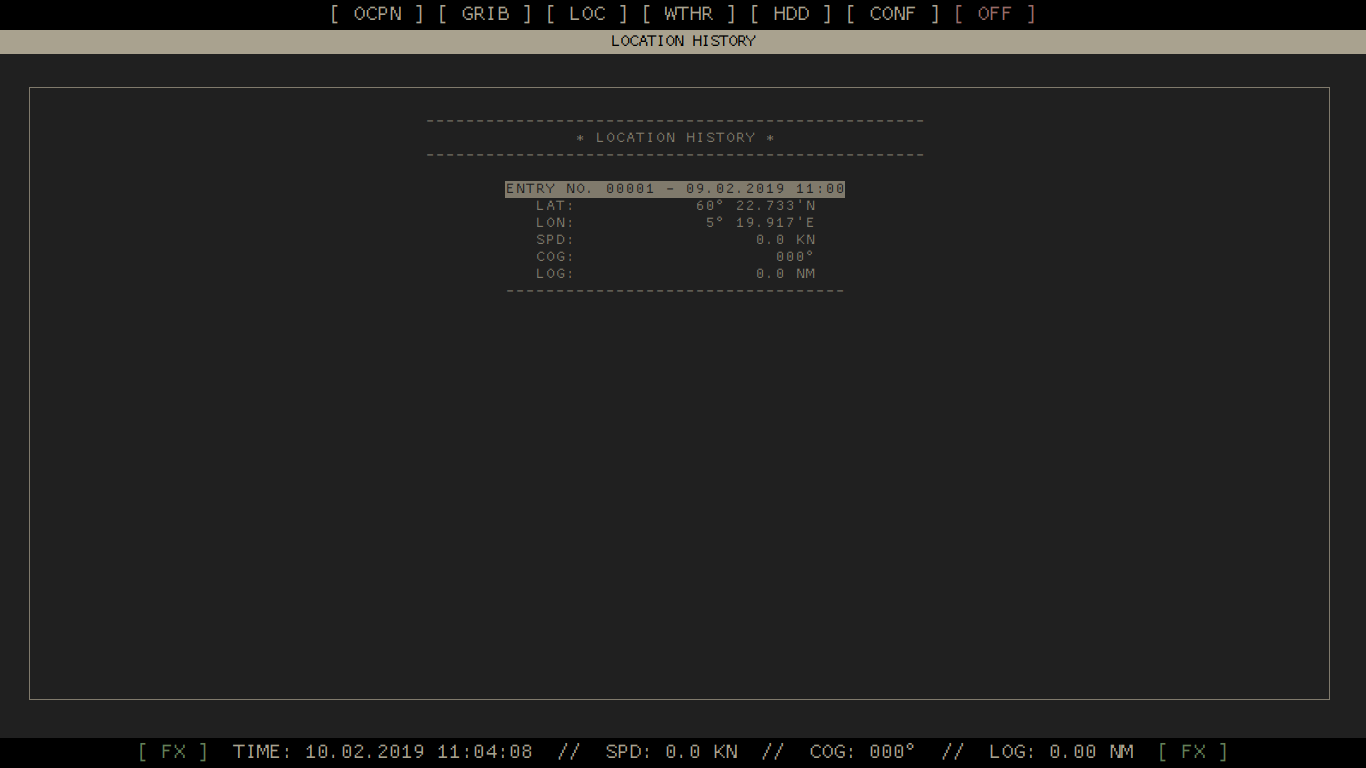 [ OCPN ] [ GRIB ] [ LOC ] [ WTHR ] [ HDD ] [ CONF ] [ OFF ]
LOCATION HISTORY
--------------------------------------------------
* LOCATION HISTORY *
--------------------------------------------------
ENTRY NO. 00001 - 09.02.2019 11:00
LAT: 60° 22.733'N
LON: 5° 19.917'E
SPD: 0.0 KN
COG: 000°
LOG: 0.0 NM
----------------------------------
[ FX ] TIME: 10.02.2019 11:04:08 // SPD: 0.0 KN // COG: 000° // LOG: 0.00 NM [ FX ]